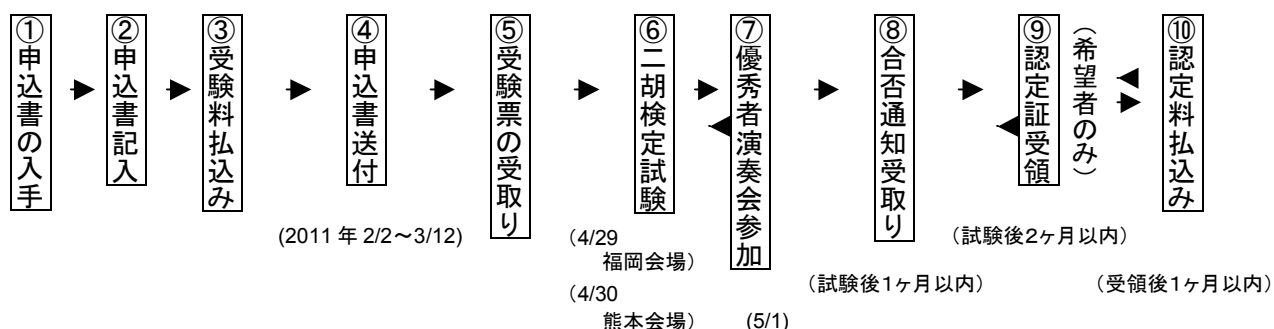 ①申込書の入手
②申込書記入
③受験料払込み
④申込書送付
(2011 年 2/2～3/12)
⑤受験票の受取り
⑥二胡検定試験
（4/29
福岡会場）
（4/30
熊本会場）
⑦優秀者演奏会参加
(5/1)
⑧合否通知受取り
（試験後1ヶ月以内）
⑨認定証受領
（希望者のみ）
（試験後2ヶ月以内）
⑩認定料払込み
（受領後1ヶ月以内）